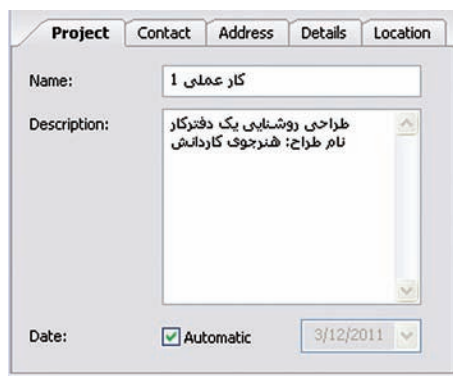 Project Contact Address Details Location
Name: کار عملی 1
Description: طراحی روشنایی یک دفترکار
نام طراح: هنرجوی کاردانش
Date: Automatic 3/12/2011